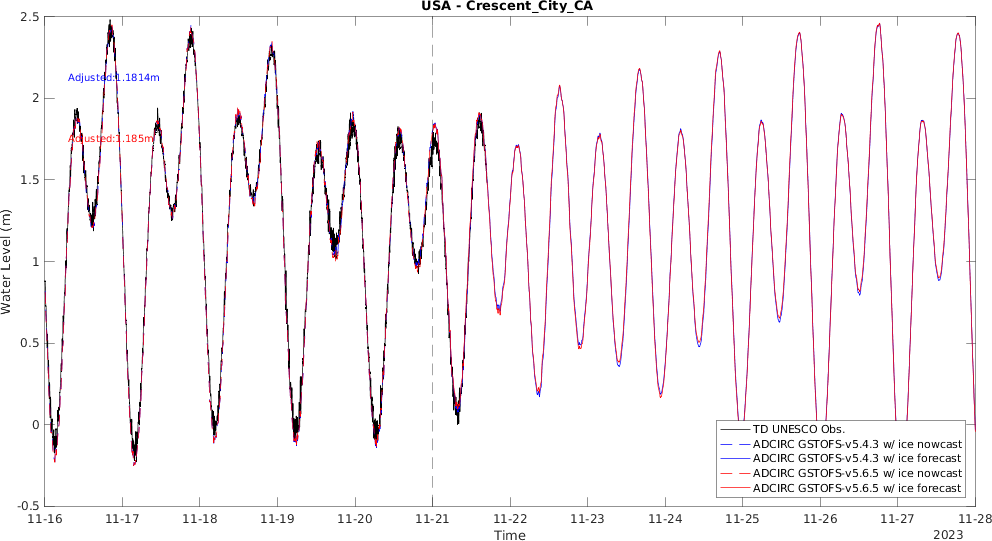 USA - Crescent_City_CA
2.5
2
1.5
1
0.5
0
-0.5
Water Level (m)
Adjusted:1.1814m
Adjusted:1.185m
TD UNESCO Obs.
ADCIRC GSTOFS-v5.4.3 w/ ice nowcast
ADCIRC GSTOFS-v5.4.3 w/ ice forecast
ADCIRC GSTOFS-v5.6.5 w/ ice nowcast
ADCIRC GSTOFS-v5.6.5 w/ ice forecast
11-16 11-17 11-18 11-19 11-20 11-21 11-22 11-23 11-24 11-25 11-26 11-27 11-28
Time
2023